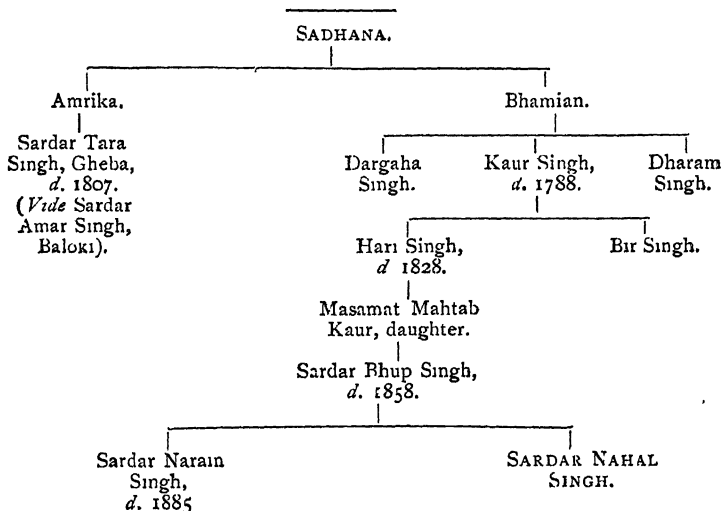 SADHANA.
Amrika.
Bhamian.
Sardar Tara
Singh, Gheba,
d. 1807.
(Vide Sardar
Amar Singh,
Baloki).
Dargaha
Singh.
Kaur Singh,
d. 1788.
Dharam
Singh.
Hari Singh,
d 1828.
Bir Singh.
Masamat Mahtab
Kaur, daughter.
Sardar Bhup Singh,
d. 1858.
Sardar Narain
Singh,
d. 1885
SARDAR NAHAL
SINGH.